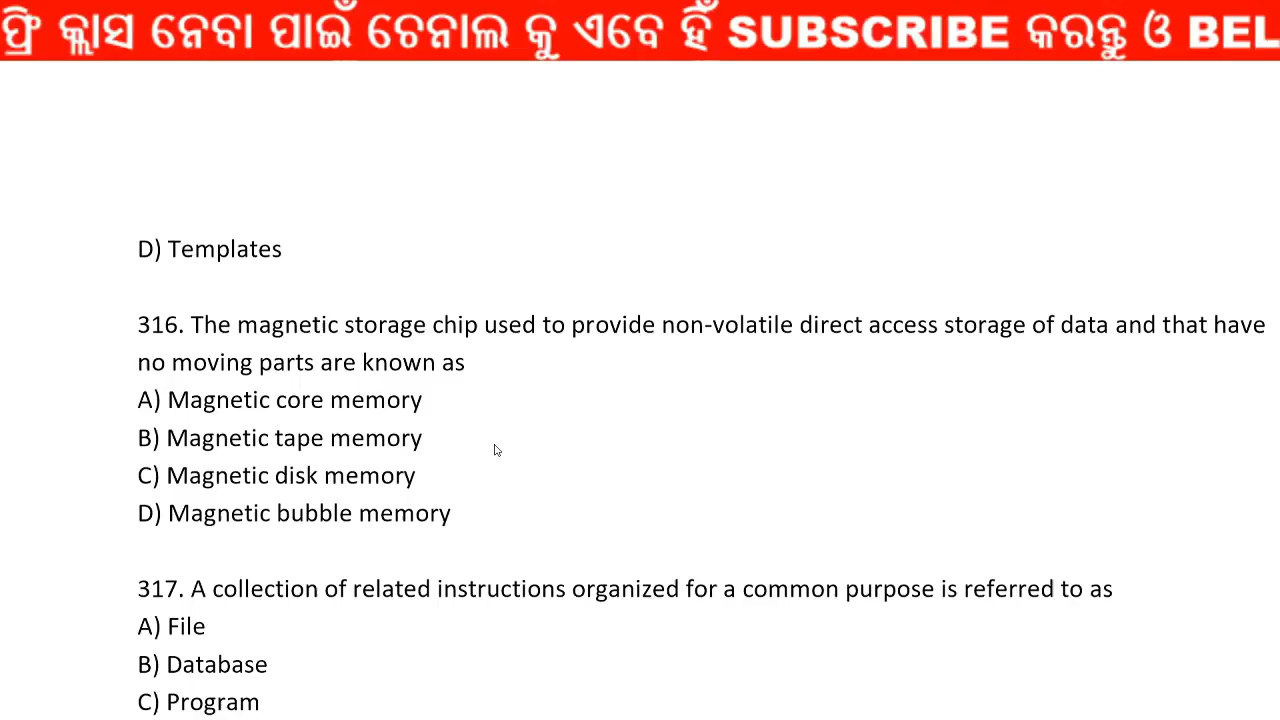 ଫ୍ରି କ୍ଲାସ ନେବା ପାଇଁ ଚେନାଲ କୁ ଏବେ ହିଁ SUBSCRIBE କରନ୍ତୁ ଓ BEL
D) Templates
316. The magnetic storage chip used to provide non-volatile direct access storage of data and that have
no moving parts are known as
A) Magnetic core memory
B) Magnetic tape memory
C) Magnetic disk memory
D) Magnetic bubble memory
317. A collection of related instructions organized for a common purpose is referred to as
A) File
B) Database
C) Program